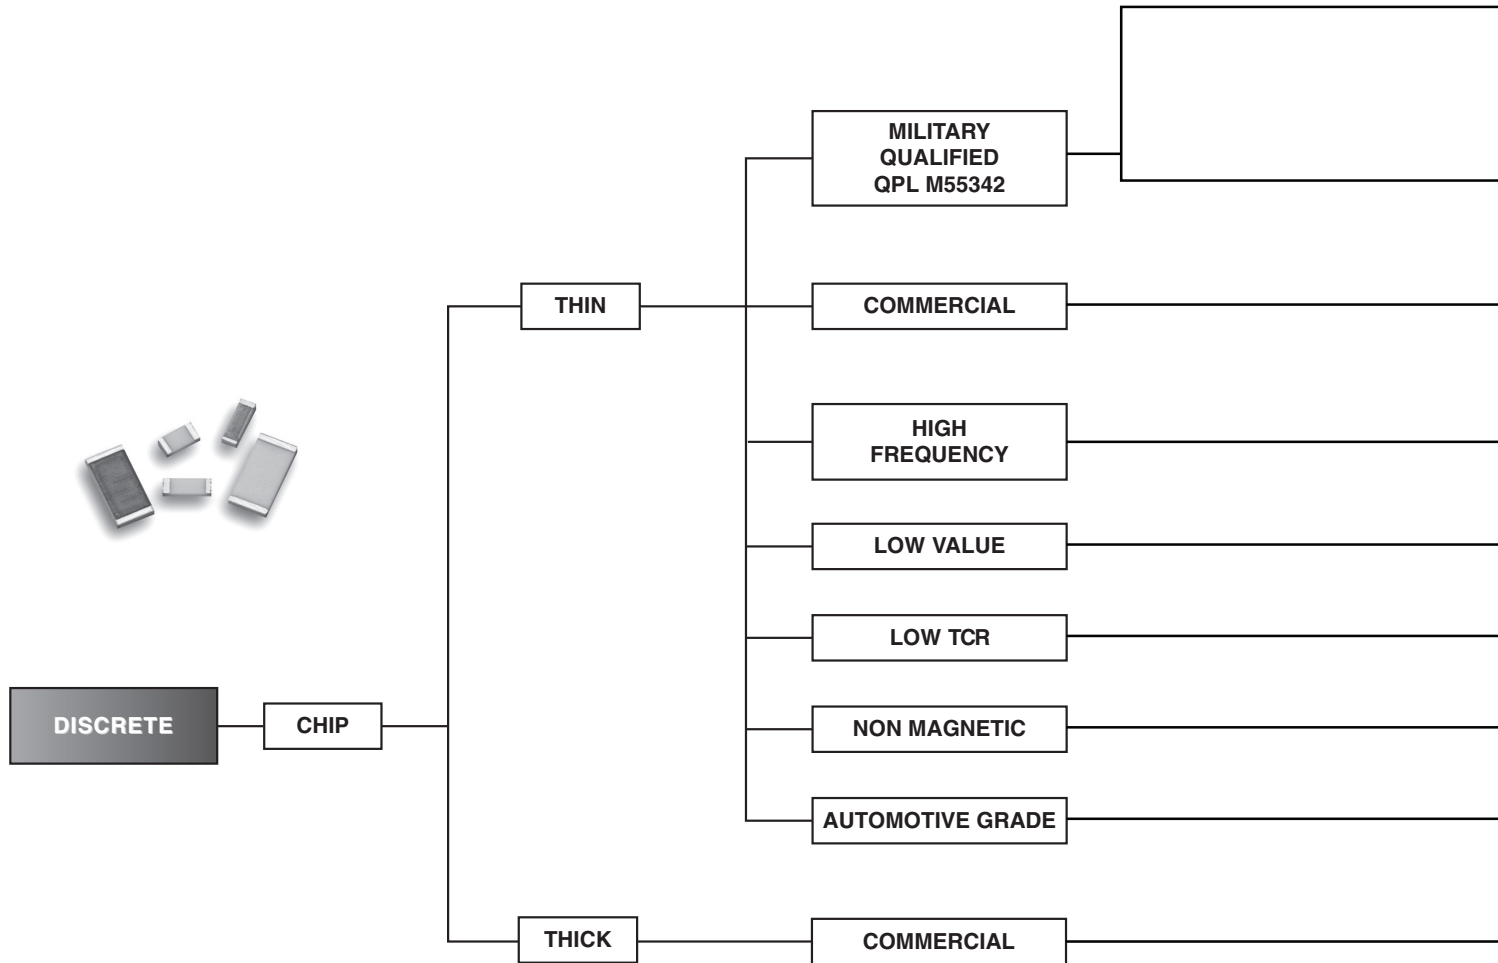 MILITARY
QUALIFIED
QPL M55342
THIN
COMMERCIAL
HIGH
FREQUENCY
LOW VALUE
LOW TCR
DISCRETE
CHIP
NON MAGNETIC
AUTOMOTIVE GRADE
THICK
COMMERCIAL